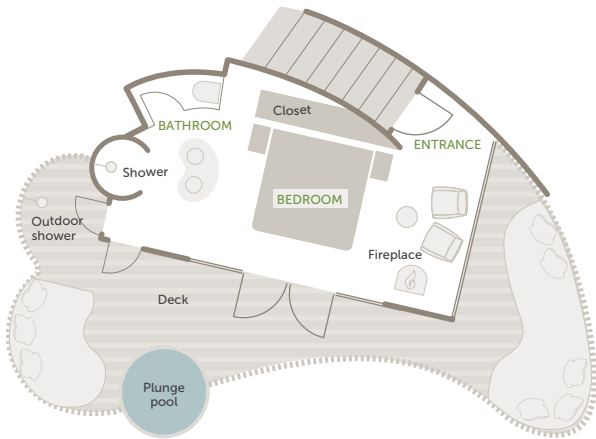 Closet
BATHROOM
ENTRANCE
Shower
BEDROOM
Outdoor
shower
Fireplace
Deck
Plunge
pool